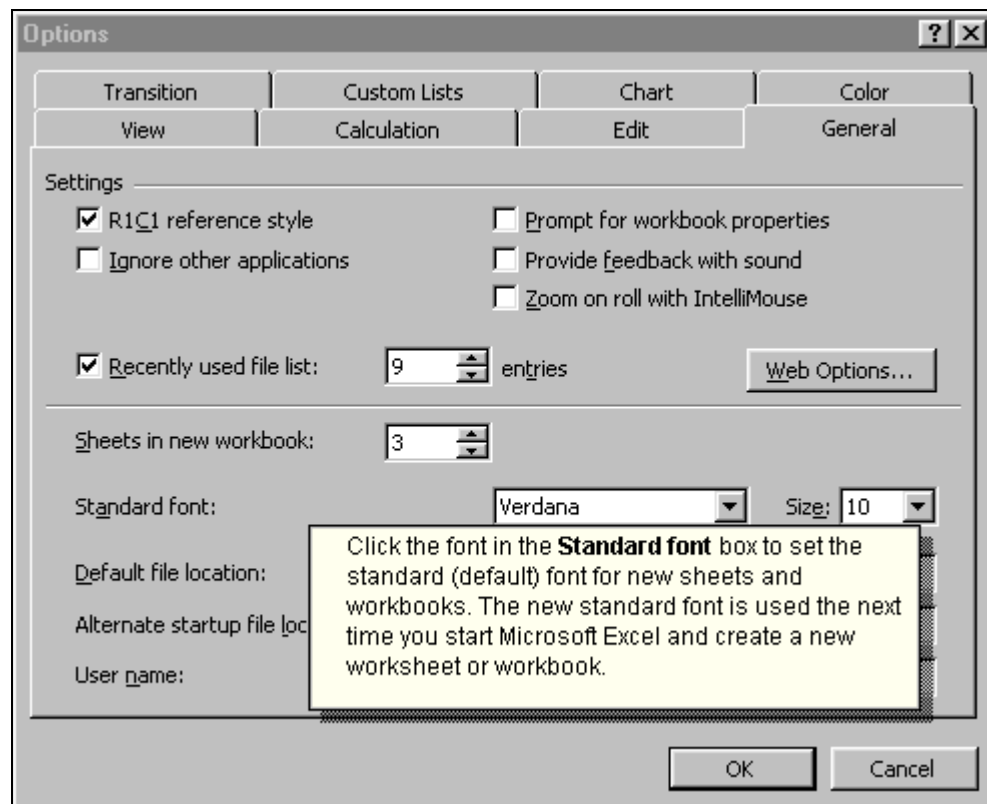 Options
Transition Custom Lists Chart Color
View Calculation Edit General
Settings
R1C1 reference style Prompt for workbook properties
Ignore other applications Provide feedback with sound
Zoom on roll with IntelliMouse
Recently used file list: 9 entries Web Options...
Sheets in new workbook: 3
Standard font: Verdana Size: 10
Click the font in the Standard font box to set the
standard (default) font for new sheets and
workbooks. The new standard font is used the next
time you start Microsoft Excel and create a new
worksheet or workbook.
Default file location:
Alternate startup file loc
User name:
OK Cancel